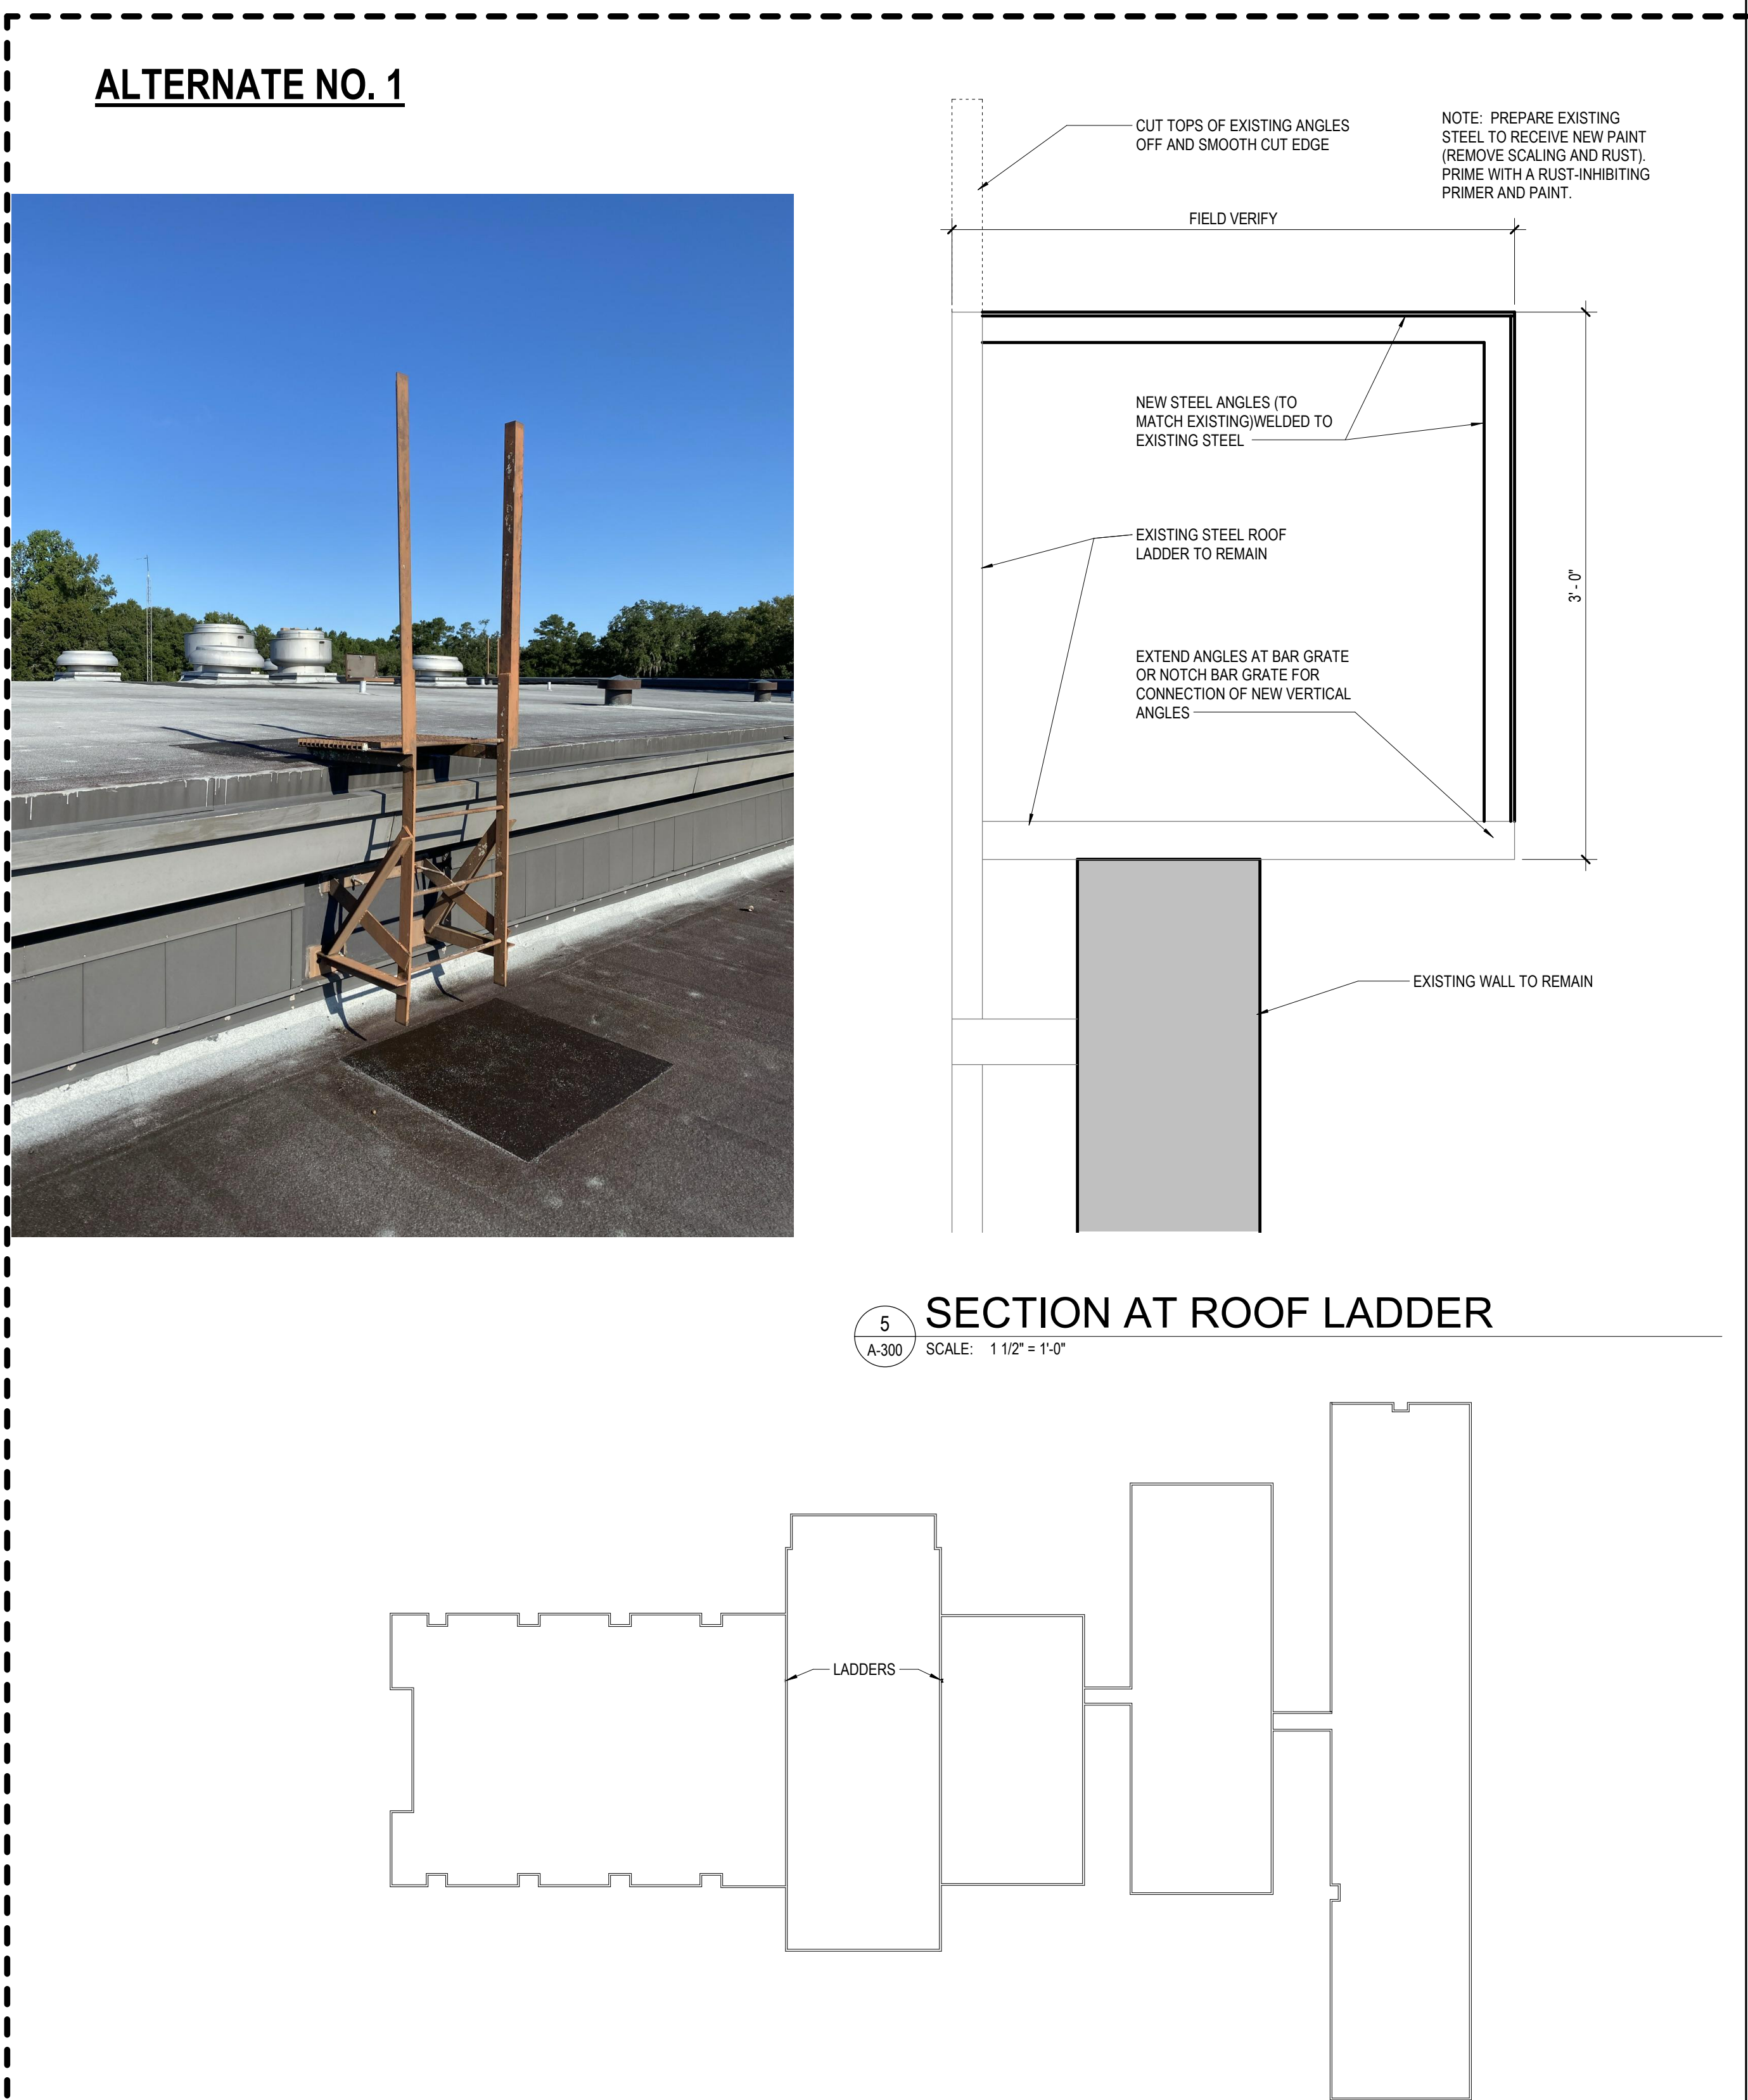 ALTERNATE NO. 1
CUT TOPS OF EXISTING ANGLES
OFF AND SMOOTH CUT EDGE
NOTE: PREPARE EXISTING
STEEL TO RECEIVE NEW PAINT
(REMOVE SCALING AND RUST).
PRIME WITH A RUST-INHIBITING
PRIMER AND PAINT.
FIELD VERIFY
NEW STEEL ANGLES (TO
MATCH EXISTING)WELDED TO
EXISTING STEEL
EXISTING STEEL ROOF
LADDER TO REMAIN
3' - 0"
EXTEND ANGLES AT BAR GRATE
OR NOTCH BAR GRATE FOR
CONNECTION OF NEW VERTICAL
ANGLES
EXISTING WALL TO REMAIN
5
A-300
SECTION AT ROOF LADDER
SCALE: 1 1/2" = 1'-0"
LADDERS